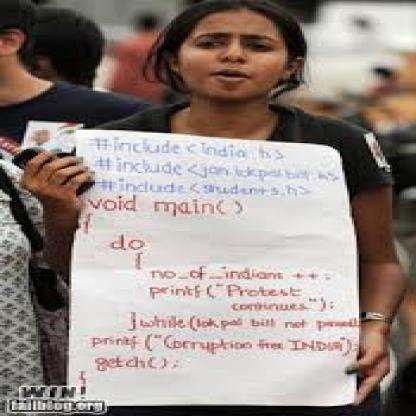 #include<india.h>
#include<jan lokpal bill.h>
#include<students.h>
void main()
{
do
{
no_of_indians ++;
printf("Protest
continues");
}while(lokpal bill not passed
printf("Corruption free INDIA");
getch();
}
WIN!
failblog.org